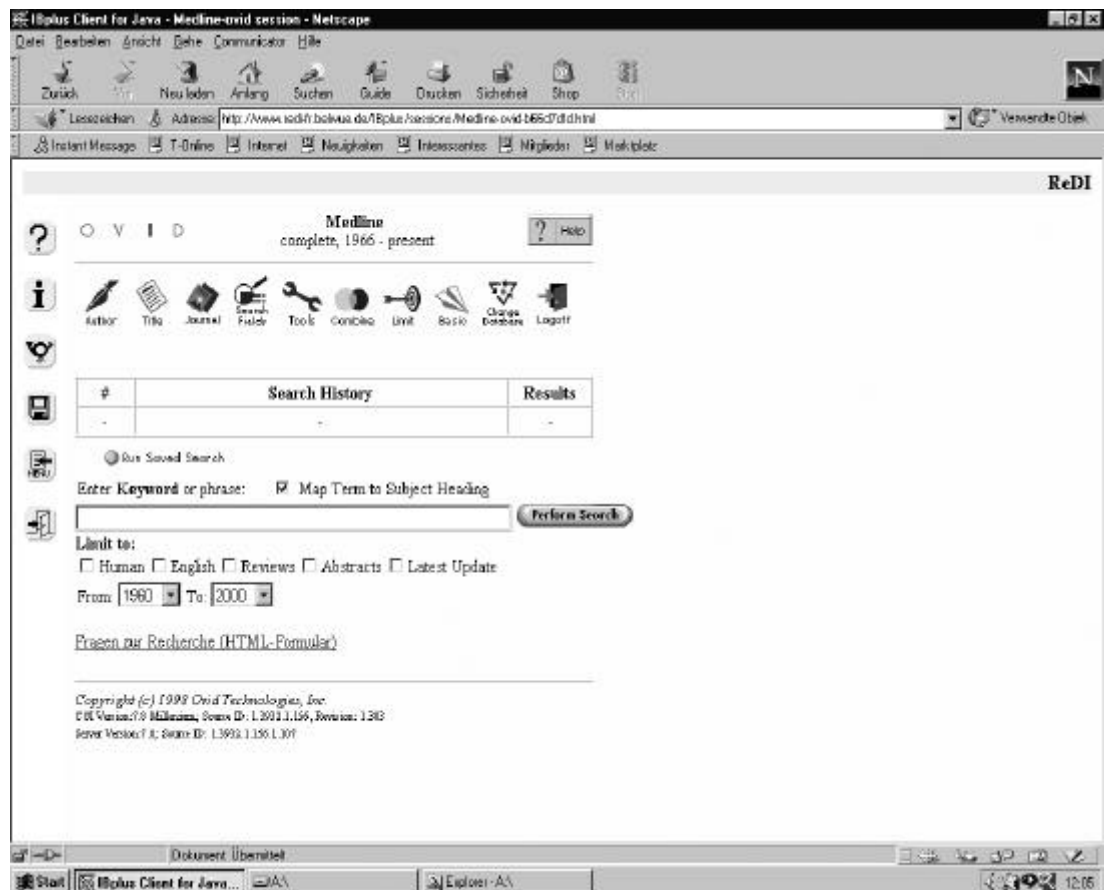 IBplus Client for Java - Medline-ovid session - Netscape
Datei Bearbeiten Ansicht Gehe Communicator Hilfe
Zurück Neu laden Anfang Suchen Guide Drucken Sicherheit Shop
N
Lesezeichen Adresse
Verwandte Objek
Instant Message T-Online Internet Neuigkeiten Interessantes Mitglieder Marktplatz
ReDI
O V I D
Medline
complete, 1966 - present
? Help
Author Title Journal Search Fields Tools Combine Limit Basic Change Database Logoff
MENU
# Search History Results
- - -
Run Saved Search
Enter Keyword or phrase: Map Term to Subject Heading
Perform Search
Limit to:
Human English Reviews Abstracts Latest Update
From: 1960 To: 2000
Fragen zur Recherche (HTML-Formular)
Copyright (c) 1998 Ovid Technologies, Inc.
Dokument Übermittelt
Start IBplus Client for Java... A:\ Explorer - A:\ 12:05